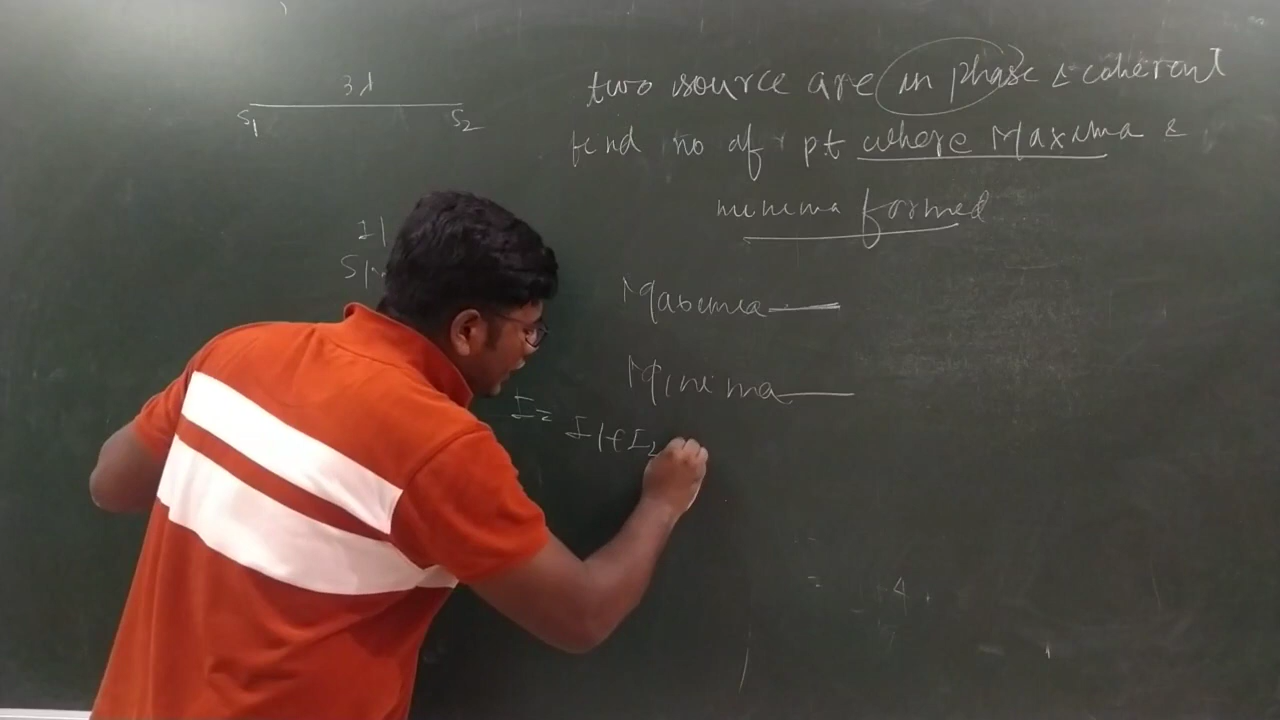 3λ
S1 S2
two source are in phase & coherent
find no of pt where Maxima &
minima formed
Maxima
Minima
I =
I1 + I2
= 4